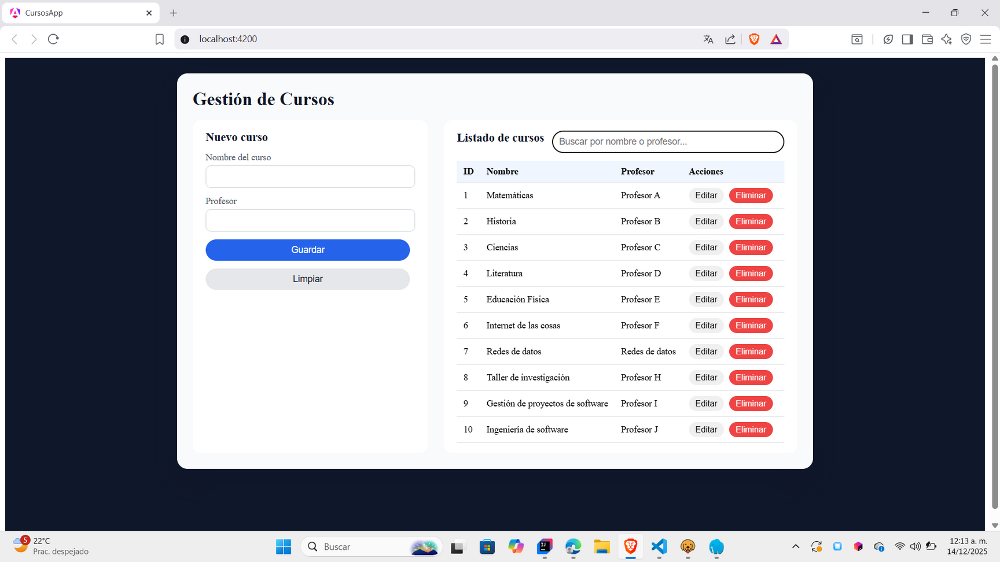 CursosApp
localhost:4200
Gestión de Cursos
Nuevo curso
Nombre del curso
Profesor
Guardar
Limpiar
Listado de cursos
Buscar por nombre o profesor...
ID Nombre Profesor Acciones
1 Matemáticas Profesor A Editar Eliminar
2 Historia Profesor B Editar Eliminar
3 Ciencias Profesor C Editar Eliminar
4 Literatura Profesor D Editar Eliminar
5 Educación Física Profesor E Editar Eliminar
6 Internet de las cosas Profesor F Editar Eliminar
7 Redes de datos Redes de datos Editar Eliminar
8 Taller de investigación Profesor H Editar Eliminar
9 Gestión de proyectos de software Profesor I Editar Eliminar
10 Ingeniería de software Profesor J Editar Eliminar
5
22°C
Prac. despejado
Buscar
12:13 a. m.
14/12/2025